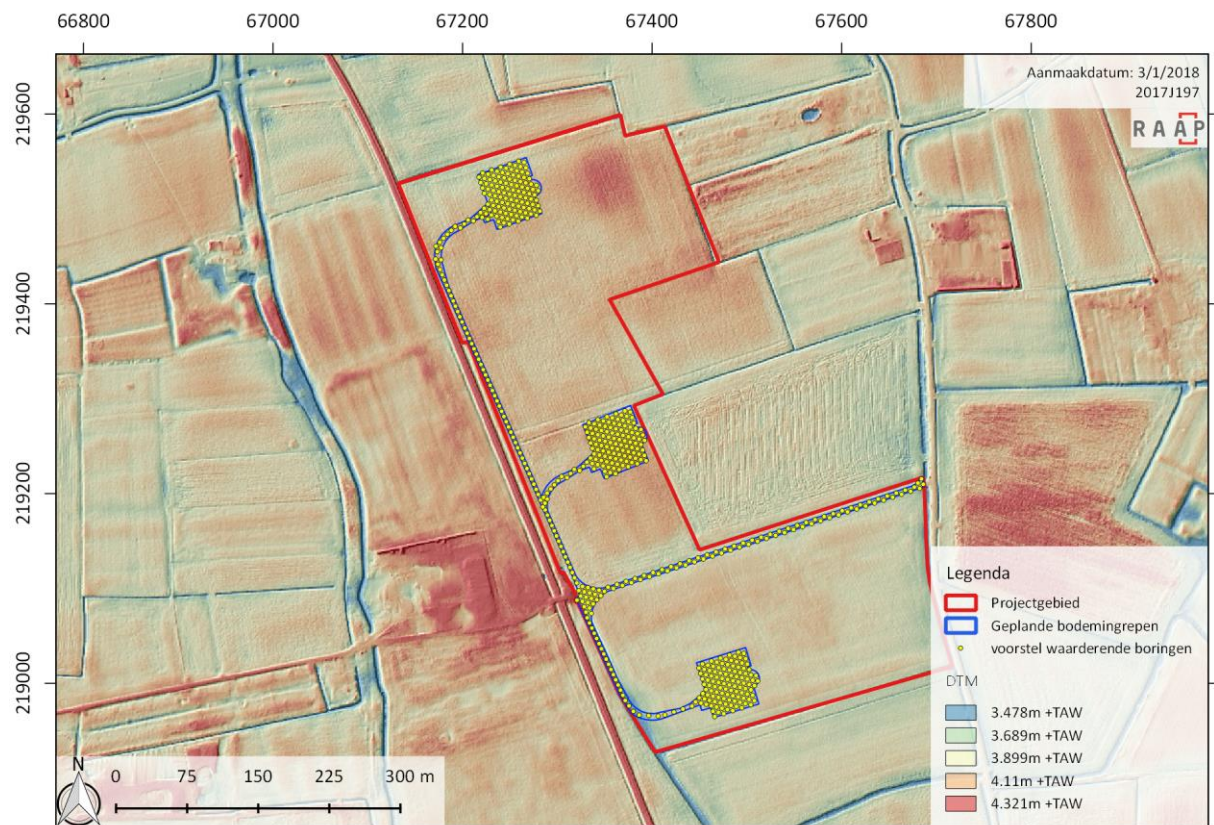 66800 67000 67200 67400 67600 67800
Aanmaakdatum: 3/1/2018
2017J197
RAAP
219600
219400
219200
219000
Legenda
Projectgebied
Geplande bodemingrepen
voorstel waarderende boringen
DTM
3.478m +TAW
3.689m +TAW
3.899m +TAW
4.11m +TAW
4.321m +TAW
N
0 75 150 225 300 m